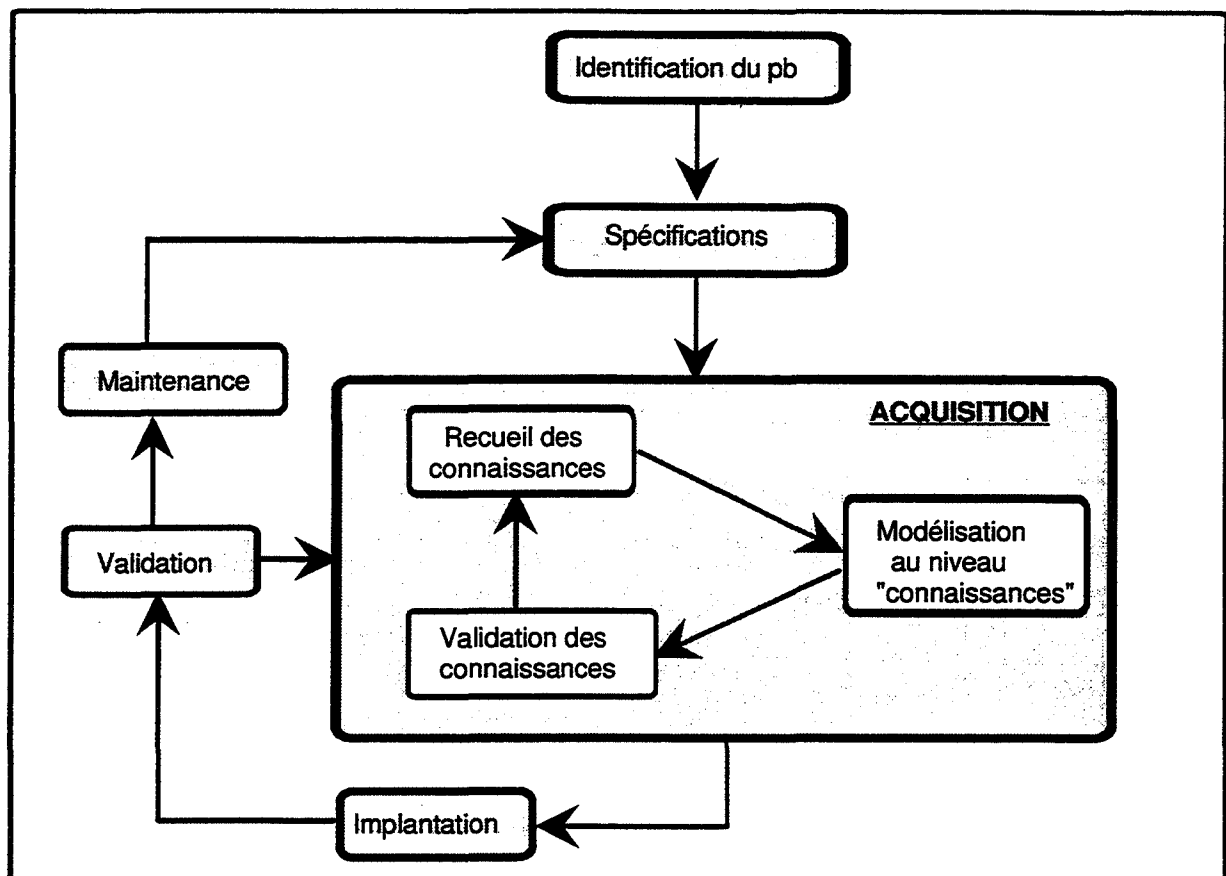 Identification du pb
Spécifications
Maintenance
ACQUISITION
Recueil des
connaissances
Modélisation
au niveau
"connaissances"
Validation
Validation des
connaissances
Implantation